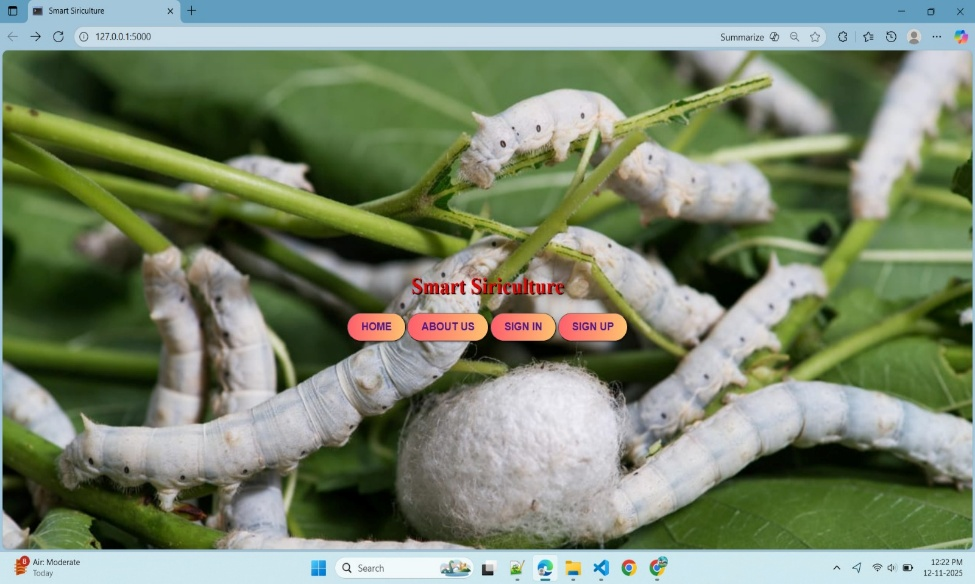 Smart Siriculture
127.0.0.1:5000
Summarize
Smart Siriculture
HOME ABOUT US SIGN IN SIGN UP
8
Air: Moderate
Today
Search
12:22 PM
12-11-2025